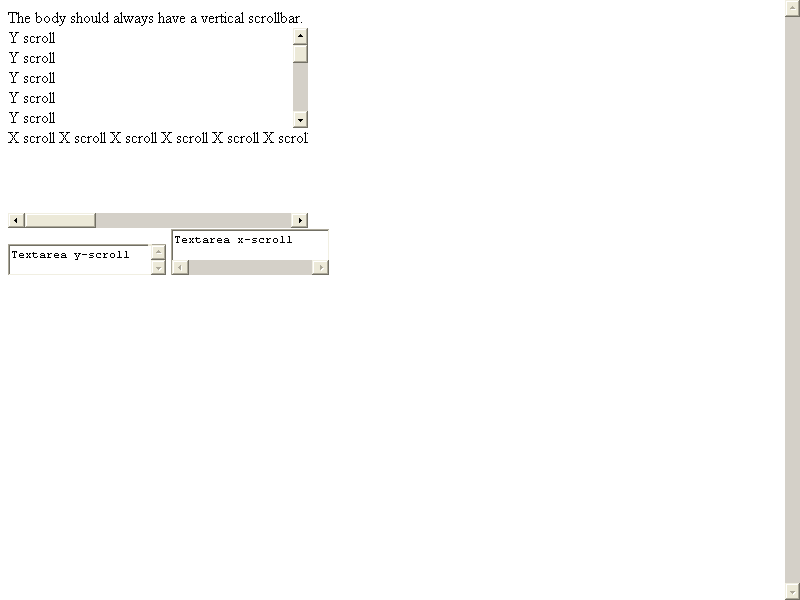 The body should always have a vertical scrollbar.
Y scroll
Y scroll
Y scroll
Y scroll
Y scroll
X scroll X scroll X scroll X scroll X scroll X scrol
Textarea x-scroll
Textarea y-scroll